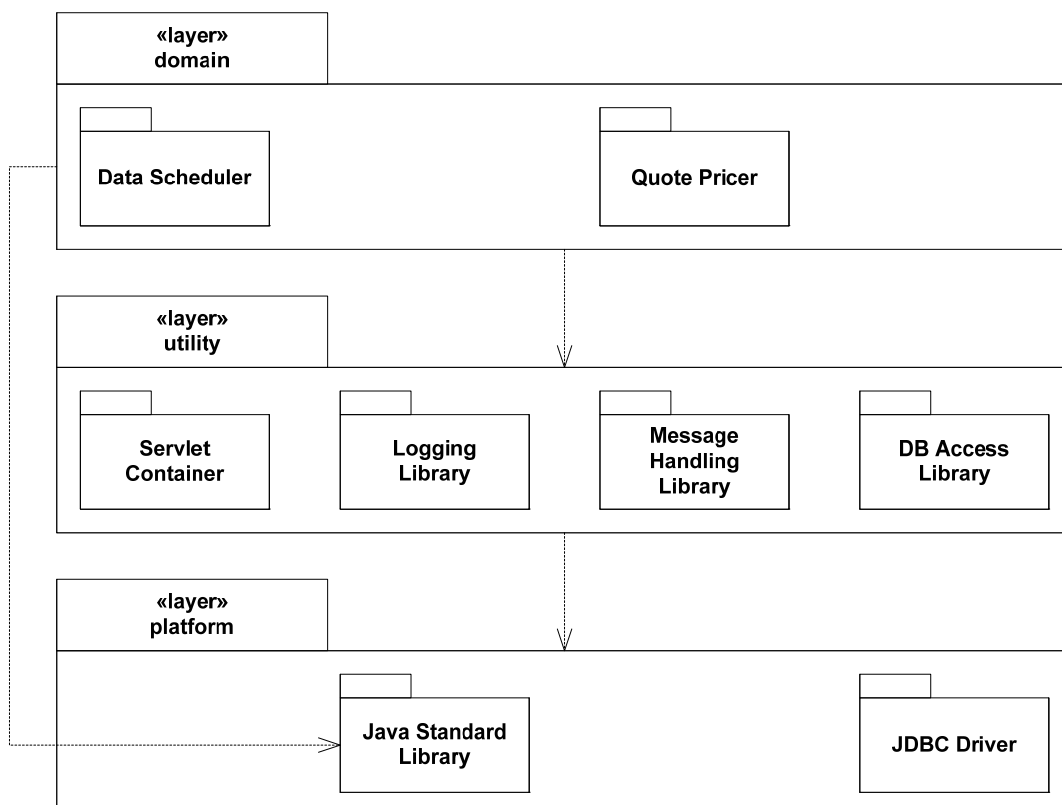 «layer»
domain
Data Scheduler
Quote Pricer
«layer»
utility
Servlet
Container
Logging
Library
Message
Handling
Library
DB Access
Library
«layer»
platform
Java Standard
Library
JDBC Driver